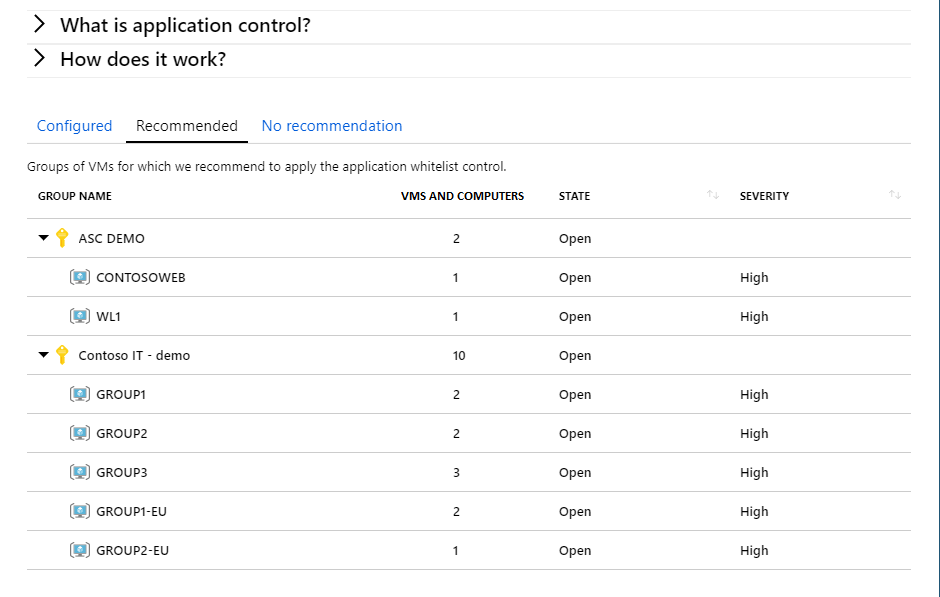 What is application control?
How does it work?
Configured Recommended No recommendation
Groups of VMs for which we recommend to apply the application whitelist control.
GROUP NAME VMS AND COMPUTERS STATE SEVERITY
ASC DEMO 2 Open
CONTOSOWEB 1 Open High
WL1 1 Open High
Contoso IT - demo 10 Open
GROUP1 2 Open High
GROUP2 2 Open High
GROUP3 3 Open High
GROUP1-EU 2 Open High
GROUP2-EU 1 Open High